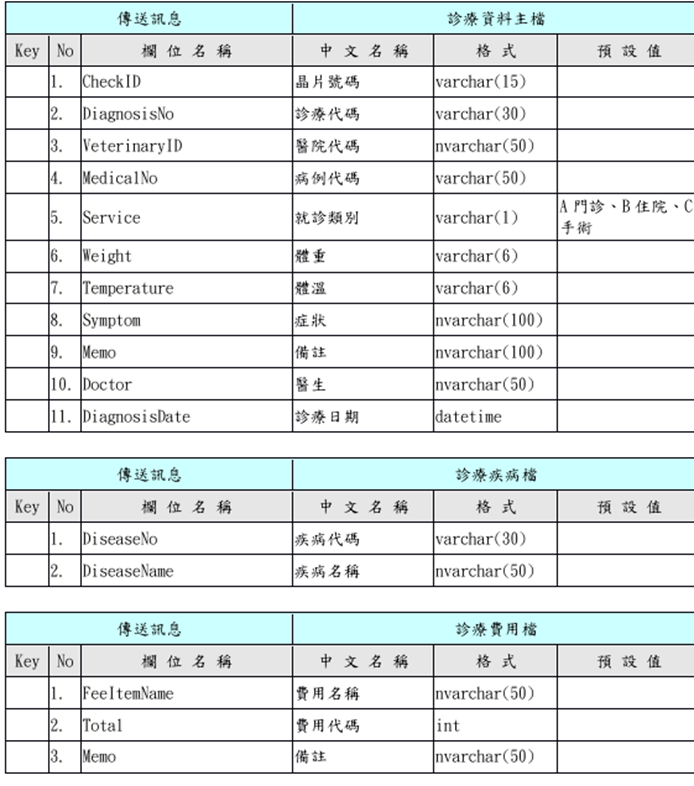 傳送訊息 診療資料主檔
Key No 欄位名稱 中文名稱 格式 預設值
1. CheckID 晶片號碼 varchar(15)
2. DiagnosisNo 診療代碼 varchar(30)
3. VeterinaryID 醫院代碼 nvarchar(50)
4. MedicalNo 病例代碼 varchar(50)
5. Service 就診類別 varchar(1) A門診、B住院、C
手術
6. Weight 體重 varchar(6)
7. Temperature 體溫 varchar(6)
8. Symptom 症狀 nvarchar(100)
9. Memo 備註 nvarchar(100)
10. Doctor 醫生 nvarchar(50)
11. DiagnosisDate 診療日期 datetime
傳送訊息 診療疾病檔
Key No 欄位名稱 中文名稱 格式 預設值
1. DiseaseNo 疾病代碼 varchar(30)
2. DiseaseName 疾病名稱 nvarchar(50)
傳送訊息 診療費用檔
Key No 欄位名稱 中文名稱 格式 預設值
1. FeeItemName 費用名稱 nvarchar(50)
2. Total 費用代碼 int
3. Memo 備註 nvarchar(50)